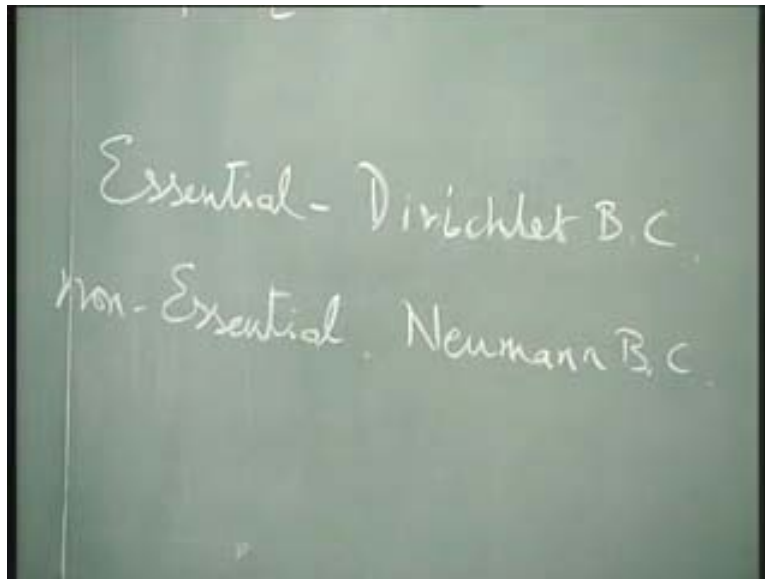 Essential - Dirichlet B.C.
non-Essential. Neumann B.C.